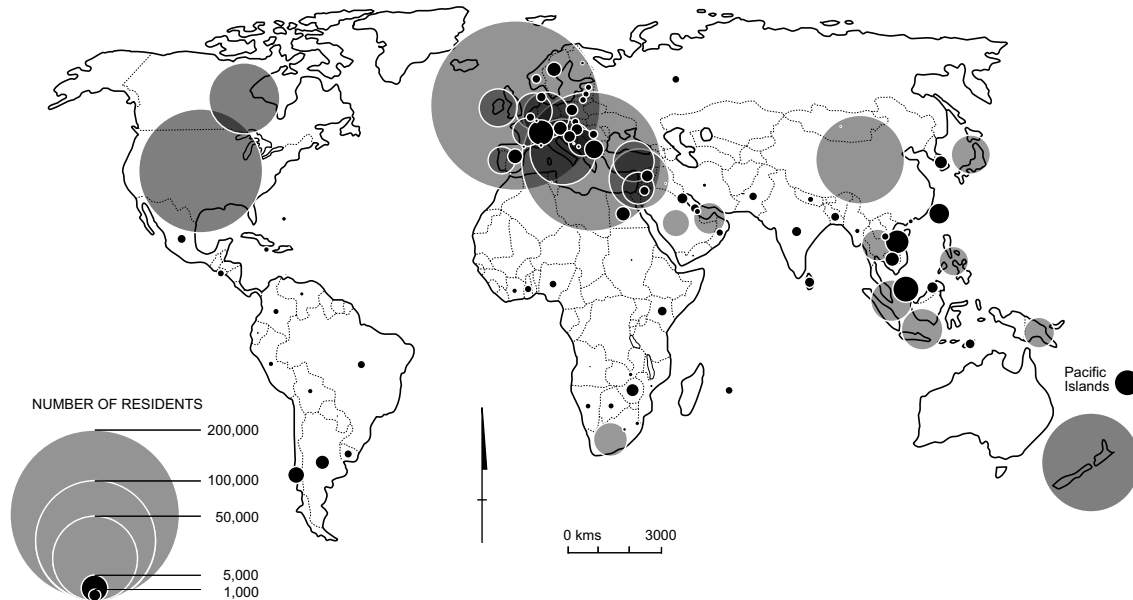 Pacific
Islands
NUMBER OF RESIDENTS
200,000
100,000
50,000
5,000
1,000
0 kms 3000